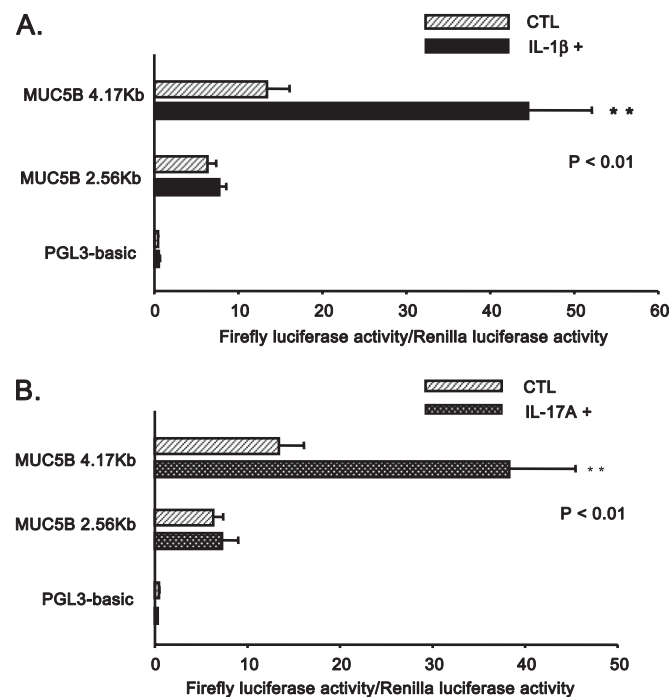 A.
CTL
IL-1β +
MUC5B 4.17Kb
* *
MUC5B 2.56Kb
P < 0.01
PGL3-basic
0 10 20 30 40 50 60
Firefly luciferase activity/Renilla luciferase activity
B.
CTL
IL-17A +
MUC5B 4.17Kb
* *
MUC5B 2.56Kb
P < 0.01
PGL3-basic
0 10 20 30 40 50
Firefly luciferase activity/Renilla luciferase activity